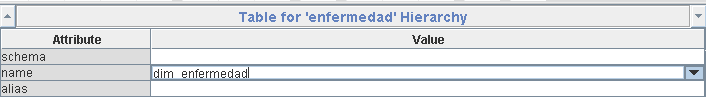 Table for 'enfermedad' Hierarchy
Attribute Value
schema
name dim_enfermedad
alias